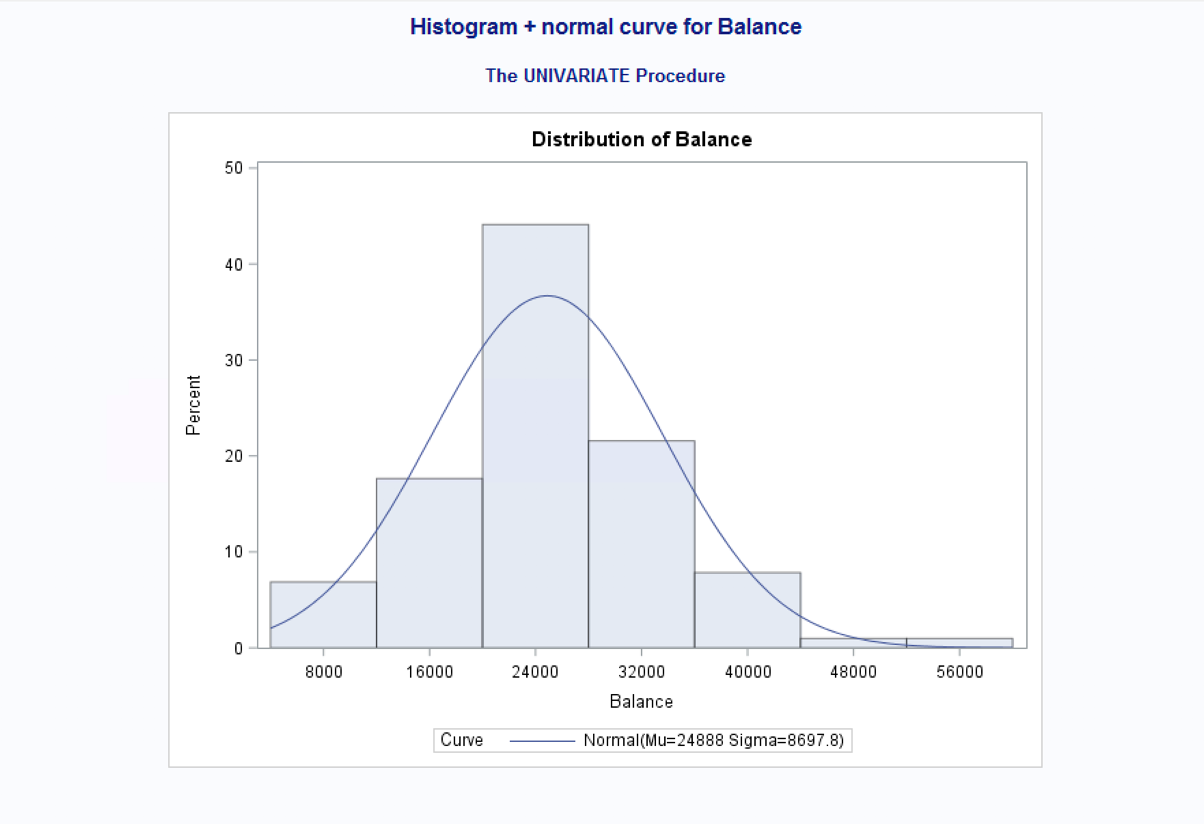 Histogram + normal curve for Balance
The UNIVARIATE Procedure
Distribution of Balance
50
40
30
20
10
0
Percent
8000 16000 24000 32000 40000 48000 56000
Balance
Curve Normal(Mu=24888 Sigma=8697.8)